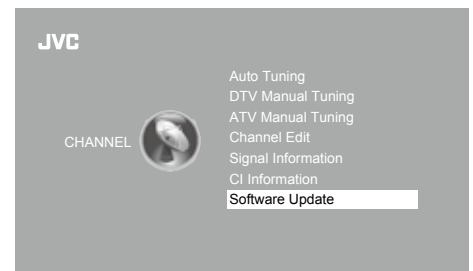 JVC
CHANNEL
Auto Tuning
DTV Manual Tuning
ATV Manual Tuning
Channel Edit
Signal Information
CI Information
Software Update